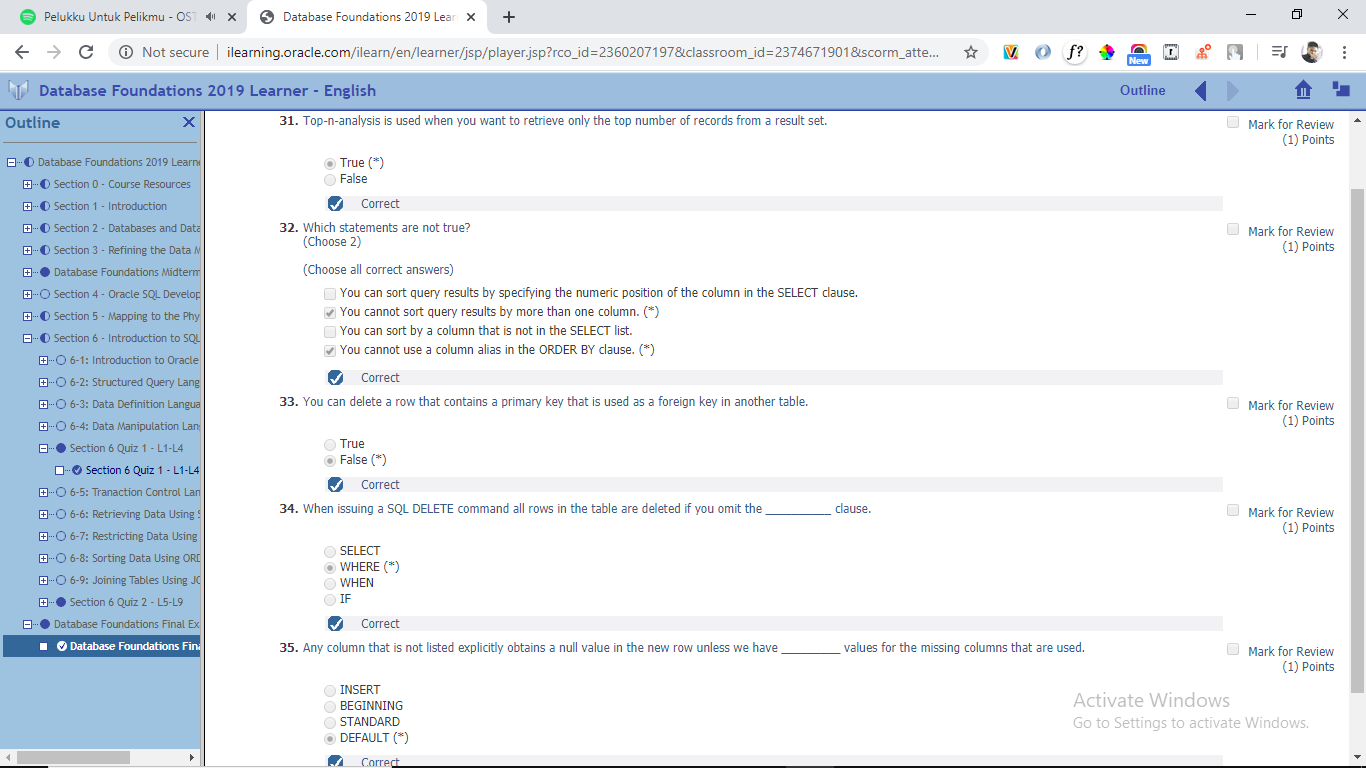 Pelukku Untuk Pelikmu - OST
Database Foundations 2019 Lear
Not secure
ilearning.oracle.com/ilearn/en/learner/jsp/player.jsp?rco_id=2360207197&classroom_id=2374671901&scorm_atte...
New
Database Foundations 2019 Learner - English
Outline
Outline
Database Foundations 2019 Learne
Section 0 - Course Resources
Section 1 - Introduction
Section 2 - Databases and Data
Section 3 - Refining the Data M
Database Foundations Midterm
Section 4 - Oracle SQL Develop
Section 5 - Mapping to the Phy
Section 6 - Introduction to SQL
6-1: Introduction to Oracle
6-2: Structured Query Lang
6-3: Data Definition Langua
6-4: Data Manipulation Lan
Section 6 Quiz 1 - L1-L4
Section 6 Quiz 1 - L1-L4
6-5: Tranaction Control Lan
6-6: Retrieving Data Using S
6-7: Restricting Data Using
6-8: Sorting Data Using ORD
6-9: Joining Tables Using JO
Section 6 Quiz 2 - L5-L9
Database Foundations Final Ex
Database Foundations Fina
31. Top-n-analysis is used when you want to retrieve only the top number of records from a result set.
Mark for Review
(1) Points
True (*)
False
Correct
32. Which statements are not true?
(Choose 2)
Mark for Review
(1) Points
(Choose all correct answers)
You can sort query results by specifying the numeric position of the column in the SELECT clause.
You cannot sort query results by more than one column. (*)
You can sort by a column that is not in the SELECT list.
You cannot use a column alias in the ORDER BY clause. (*)
Correct
33. You can delete a row that contains a primary key that is used as a foreign key in another table.
Mark for Review
(1) Points
True
False (*)
Correct
34. When issuing a SQL DELETE command all rows in the table are deleted if you omit the __________ clause.
Mark for Review
(1) Points
SELECT
WHERE (*)
WHEN
IF
Correct
35. Any column that is not listed explicitly obtains a null value in the new row unless we have _________ values for the missing columns that are used.
Mark for Review
(1) Points
INSERT
BEGINNING
STANDARD
DEFAULT (*)
Correct
Activate Windows
Go to Settings to activate Windows.